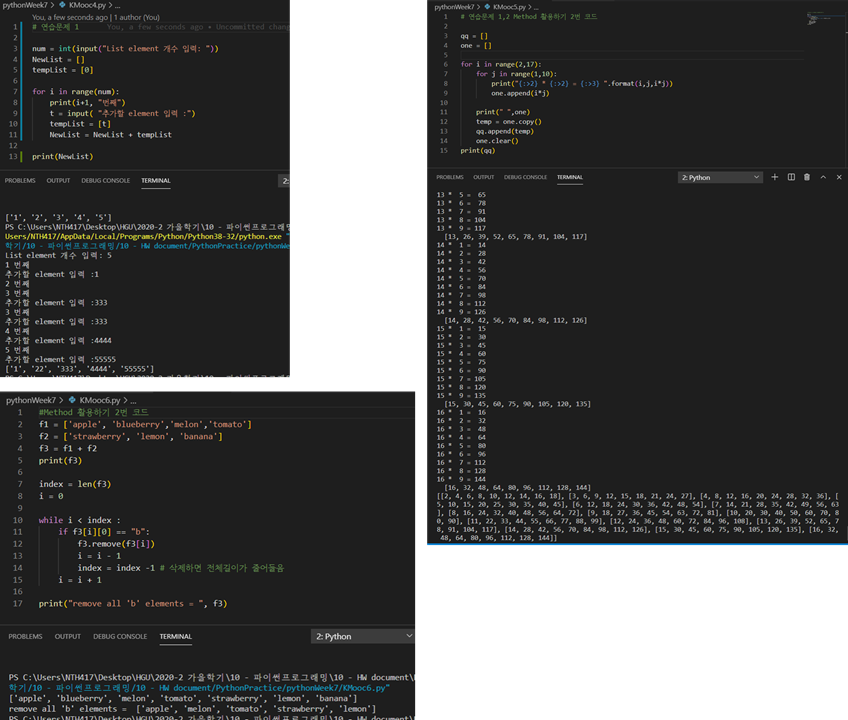 pythonWeek7 > KMooc4.py > ...
You, a few seconds ago | 1 author (You)
1 # 연습문제 1 You, a few seconds ago • Uncommitted chang
2
3 num = int(input("List element 개수 입력: "))
4 NewList = []
5 tempList = [0]
6
7 for i in range(num):
8 print(i+1, "번째")
9 t = input( "추가할 element 입력 :")
10 tempList = [t]
11 NewList = NewList + tempList
12
13 print(NewList)
PROBLEMS OUTPUT DEBUG CONSOLE TERMINAL 2:
['1', '2', '3', '4', '5']
PS C:\Users\NTH417\Desktop\HGU\2020-2 가을학기\10 - 파이썬프로그래밍
Users/NTH417/AppData/Local/Programs/Python/Python38-32/python.exe "
학기/10 - 파이썬프로그래밍/10 - HW document/PythonPractice/pythonWe
List element 개수 입력: 5
1 번째
추가할 element 입력 :1
2 번째
3 번째
추가할 element 입력 :333
3 번째
추가할 element 입력 :333
4 번째
추가할 element 입력 :4444
5 번째
추가할 element 입력 :55555
['1', '22', '333', '4444', '55555']
pythonWeek7 > KMooc5.py > ...
1 # 연습문제 1,2 Method 활용하기 2번 코드
2
3 qq = []
4 one = []
5
6 for i in range(2,17):
7 for j in range(1,10):
8 print("{:>2} * {:>2} = {:>3} ".format(i,j,i*j))
9 one.append(i*j)
10
11 print(" ",one)
12 temp = one.copy()
13 qq.append(temp)
14 one.clear()
15 print(qq)
PROBLEMS OUTPUT DEBUG CONSOLE TERMINAL 2: Python
13 * 5 = 65
13 * 6 = 78
13 * 7 = 91
13 * 8 = 104
13 * 9 = 117
[13, 26, 39, 52, 65, 78, 91, 104, 117]
14 * 1 = 14
14 * 2 = 28
14 * 3 = 42
14 * 4 = 56
14 * 5 = 70
14 * 6 = 84
14 * 7 = 98
14 * 8 = 112
14 * 9 = 126
[14, 28, 42, 56, 70, 84, 98, 112, 126]
15 * 1 = 15
15 * 2 = 30
15 * 3 = 45
15 * 4 = 60
15 * 5 = 75
15 * 6 = 90
15 * 7 = 105
15 * 8 = 120
15 * 9 = 135
[15, 30, 45, 60, 75, 90, 105, 120, 135]
16 * 1 = 16
16 * 2 = 32
16 * 3 = 48
16 * 4 = 64
16 * 5 = 80
16 * 6 = 96
16 * 7 = 112
16 * 8 = 128
16 * 9 = 144
[16, 32, 48, 64, 80, 96, 112, 128, 144]
[[2, 4, 6, 8, 10, 12, 14, 16, 18], [3, 6, 9, 12, 15, 18, 21, 24, 27], [4, 8, 12, 16, 20, 24, 28, 32, 36], [
5, 10, 15, 20, 25, 30, 35, 40, 45], [6, 12, 18, 24, 30, 36, 42, 48, 54], [7, 14, 21, 28, 35, 42, 49, 56, 63
], [8, 16, 24, 32, 40, 48, 56, 64, 72], [9, 18, 27, 36, 45, 54, 63, 72, 81], [10, 20, 30, 40, 50, 60, 70, 8
0, 90], [11, 22, 33, 44, 55, 66, 77, 88, 99], [12, 24, 36, 48, 60, 72, 84, 96, 108], [13, 26, 39, 52, 65, 7
8, 91, 104, 117], [14, 28, 42, 56, 70, 84, 98, 112, 126], [15, 30, 45, 60, 75, 90, 105, 120, 135], [16, 32,
48, 64, 80, 96, 112, 128, 144]]
pythonWeek7 > KMooc6.py > ...
1 #Method 활용하기 2번 코드
2 f1 = ['apple', 'blueberry','melon','tomato']
3 f2 = ['strawberry', 'lemon', 'banana']
4 f3 = f1 + f2
5 print(f3)
6
7 index = len(f3)
8 i = 0
9
10 while i < index :
11 if f3[i][0] == "b":
12 f3.remove(f3[i])
13 i = i - 1
14 index = index -1 # 삭제하면 전체길이가 줄어들음
15 i = i + 1
16
17 print("remove all 'b' elements = ", f3)
PROBLEMS OUTPUT DEBUG CONSOLE TERMINAL 2: Python
PS C:\Users\NTH417\Desktop\HGU\2020-2 가을학기\10 - 파이썬프로그래밍\10 - HW document\
학기/10 - 파이썬프로그래밍/10 - HW document/PythonPractice/pythonWeek7/KMooc6.py"
['apple', 'blueberry', 'melon', 'tomato', 'strawberry', 'lemon', 'banana']
remove all 'b' elements =  ['apple', 'melon', 'tomato', 'strawberry', 'lemon']